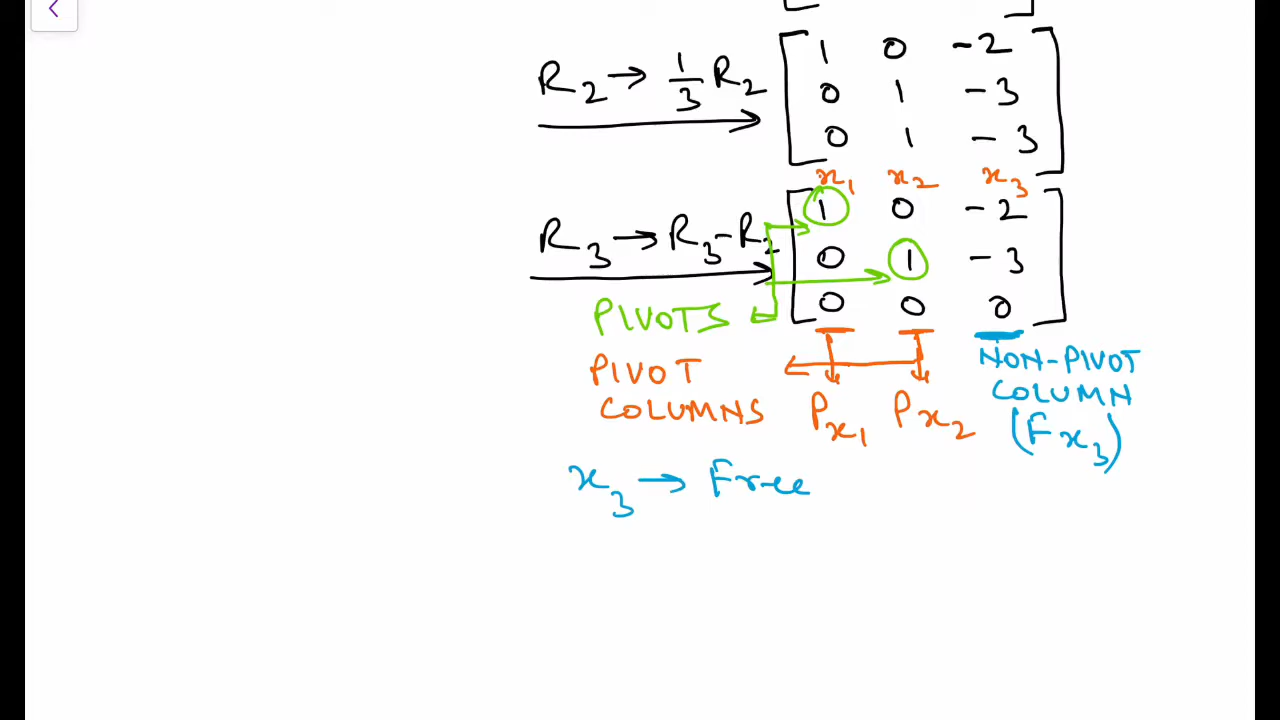 R₂ → 1/3 R₂
1 0 -2
0 1 -3
0 1 -3
x₁ x₂ x₃
R₃ → R₃-R₂
1 0 -2
0 1 -3
0 0 0
PIVOTS
PIVOT COLUMNS
Pₓ₁ Pₓ₂
NON-PIVOT
COLUMN
(Fₓ₃)
x₃ → Free